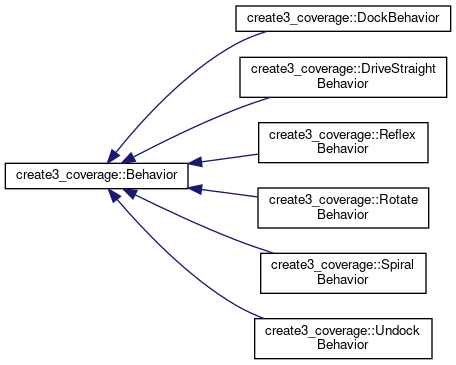 create3_coverage::DockBehavior
create3_coverage::DriveStraight
Behavior
create3_coverage::Reflex
Behavior
create3_coverage::Behavior
create3_coverage::Rotate
Behavior
create3_coverage::Spiral
Behavior
create3_coverage::Undock
Behavior